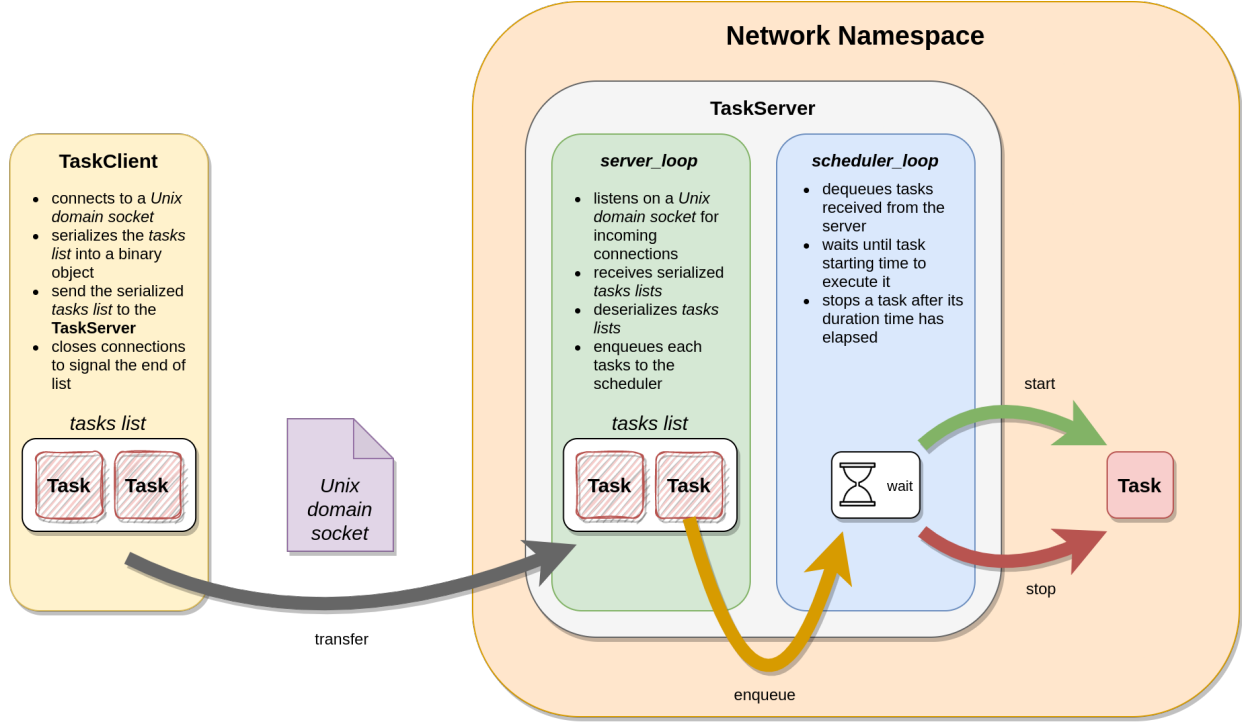 Network Namespace
TaskServer
TaskClient
• connects to a Unix
domain socket
• serializes the tasks
list into a binary
object
• send the serialized
tasks list to the
TaskServer
• closes connections
to signal the end of
list
tasks list
Task
Task
Unix
domain
socket
transfer
server_loop
• listens on a Unix
domain socket for
incoming
connections
• receives serialized
tasks lists
• deserializes tasks
lists
• enqueues each
tasks to the
scheduler
tasks list
Task
Task
enqueue
scheduler_loop
• dequeues tasks
received from the
server
• waits until task
starting time to
execute it
• stops a task after its
duration time has
elapsed
wait
start
Task
stop